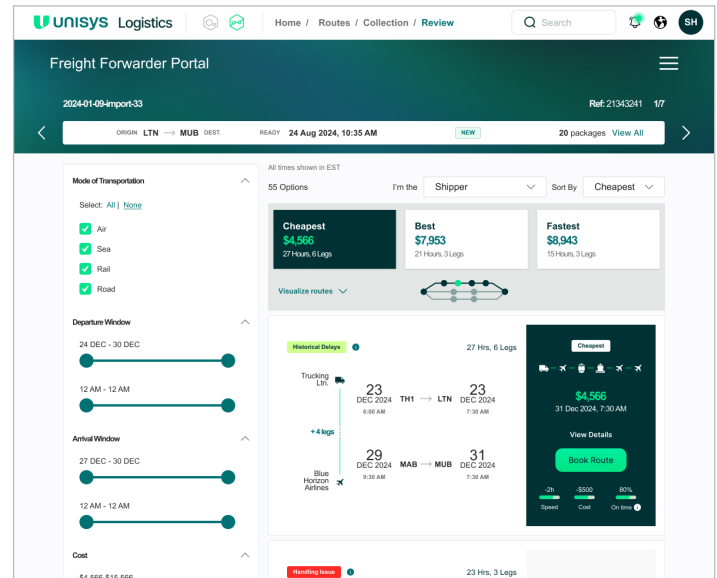 UNISYS Logistics
Home / Routes / Collection / Review
Search
SH
Freight Forwarder Portal
2024-01-09-import-33
Ref: 21343241 1/7
ORIGIN LTN → MUB DEST.
READY 24 Aug 2024, 10:35 AM
NEW
20 packages View All
Mode of Transportation
Select: All | None
Air
Sea
Rail
Road
Departure Window
24 DEC - 30 DEC
12 AM - 12 AM
Arrival Window
27 DEC - 30 DEC
12 AM - 12 AM
Cost
$4,566-$15,566
All times shown in EST
55 Options
I'm the Shipper
Sort By Cheapest
Cheapest
$4,566
27 Hours, 6 Legs
Best
$7,953
21 Hours, 3 Legs
Fastest
$8,943
15 Hours, 3 Legs
Visualize routes
Historical Delays
27 Hrs, 6 Legs
Trucking
Ltn.
23
DEC 2024
6:00 AM
TH1 → LTN
23
DEC 2024
7:38 AM
+ 4 legs
Blue
Horizon
Airlines
29
DEC 2024
9:30 AM
MAB → MUB
31
DEC 2024
7:38 AM
Cheapest
$4,566
31 Dec 2024, 7:30 AM
View Details
Book Route
-2h
Speed
-$500
Cost
80%
On time
Handling Issue
23 Hrs, 3 Legs